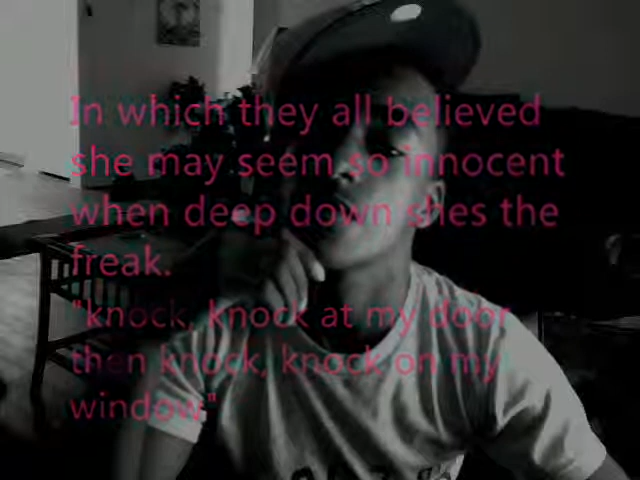 In which they all believed
she may seem so innocent
when deep down shes the
freak.
"knock, knock at my door
then knock, knock on my
window"